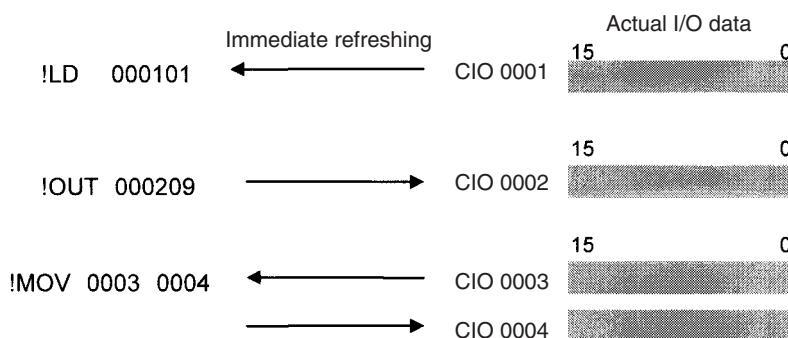 Actual I/O data
Immediate refreshing
15 0
!LD 000101 CIO 0001
15 0
!OUT 000209 CIO 0002
15 0
!MOV 0003 0004 CIO 0003
CIO 0004